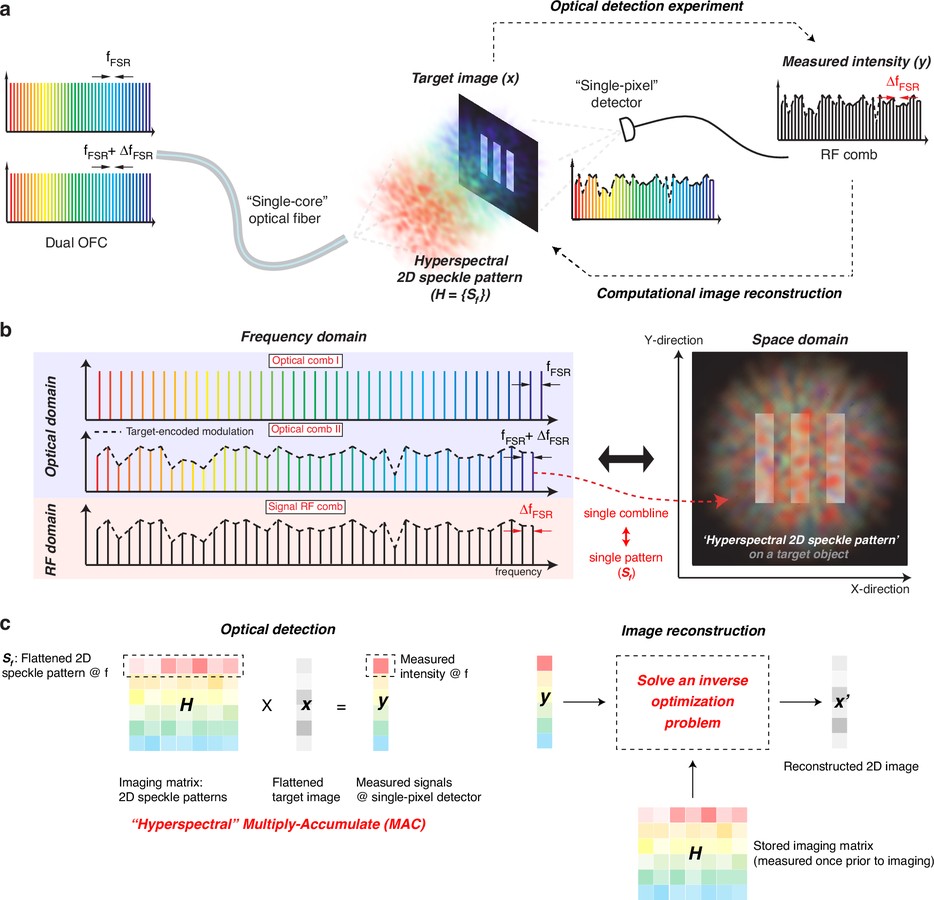 a
Optical detection experiment
f_FSR
Target image (x)
“Single-pixel”
detector
Measured intensity (y)
Δf_FSR
RF comb
f_FSR + Δf_FSR
“Single-core”
optical fiber
Dual OFC
Hyperspectral
2D speckle pattern
(H = {S_f})
Computational image reconstruction
b
Frequency domain
Y-direction
Space domain
Optical domain
Optical comb I
f_FSR
Target-encoded modulation
Optical comb II
f_FSR + Δf_FSR
RF domain
Signal RF comb
Δf_FSR
frequency
single combline
single pattern
(S_f)
‘Hyperspectral 2D speckle pattern’
on a target object
X-direction
c
Optical detection
Image reconstruction
S_f: Flattened 2D
speckle pattern @ f
Measured
intensity @ f
H
X
x
=
y
y
Solve an inverse
optimization
problem
x’
Imaging matrix:
2D speckle patterns
Flattened
target image
Measured signals
@ single-pixel detector
Reconstructed 2D image
“Hyperspectral” Multiply-Accumulate (MAC)
H
Stored imaging matrix
(measured once prior to imaging)